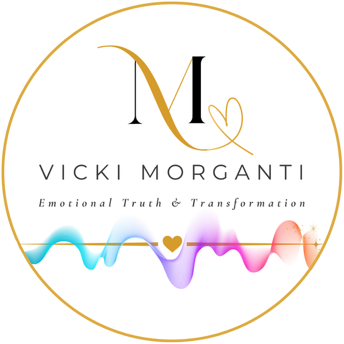 M
VICKI MORGANTI
Emotional Truth & Transformation